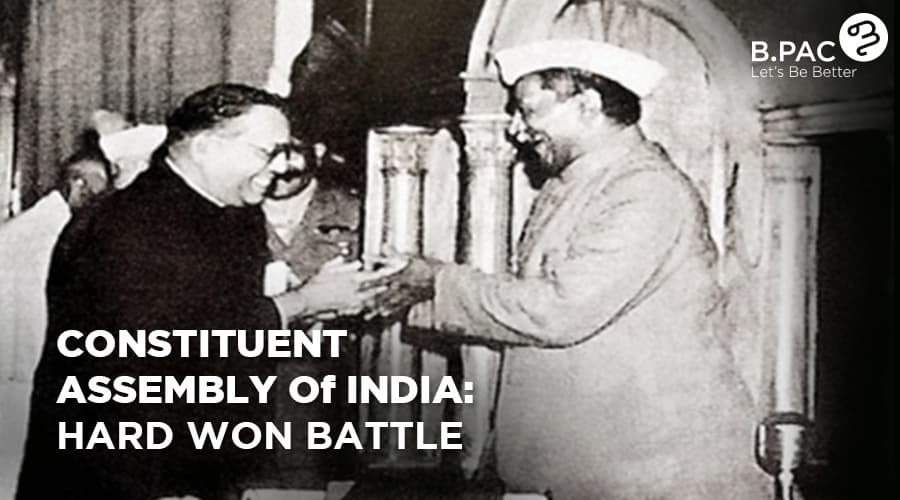 B.PAC
Let's Be Better
CONSTITUENT
ASSEMBLY Of INDIA:
HARD WON BATTLE